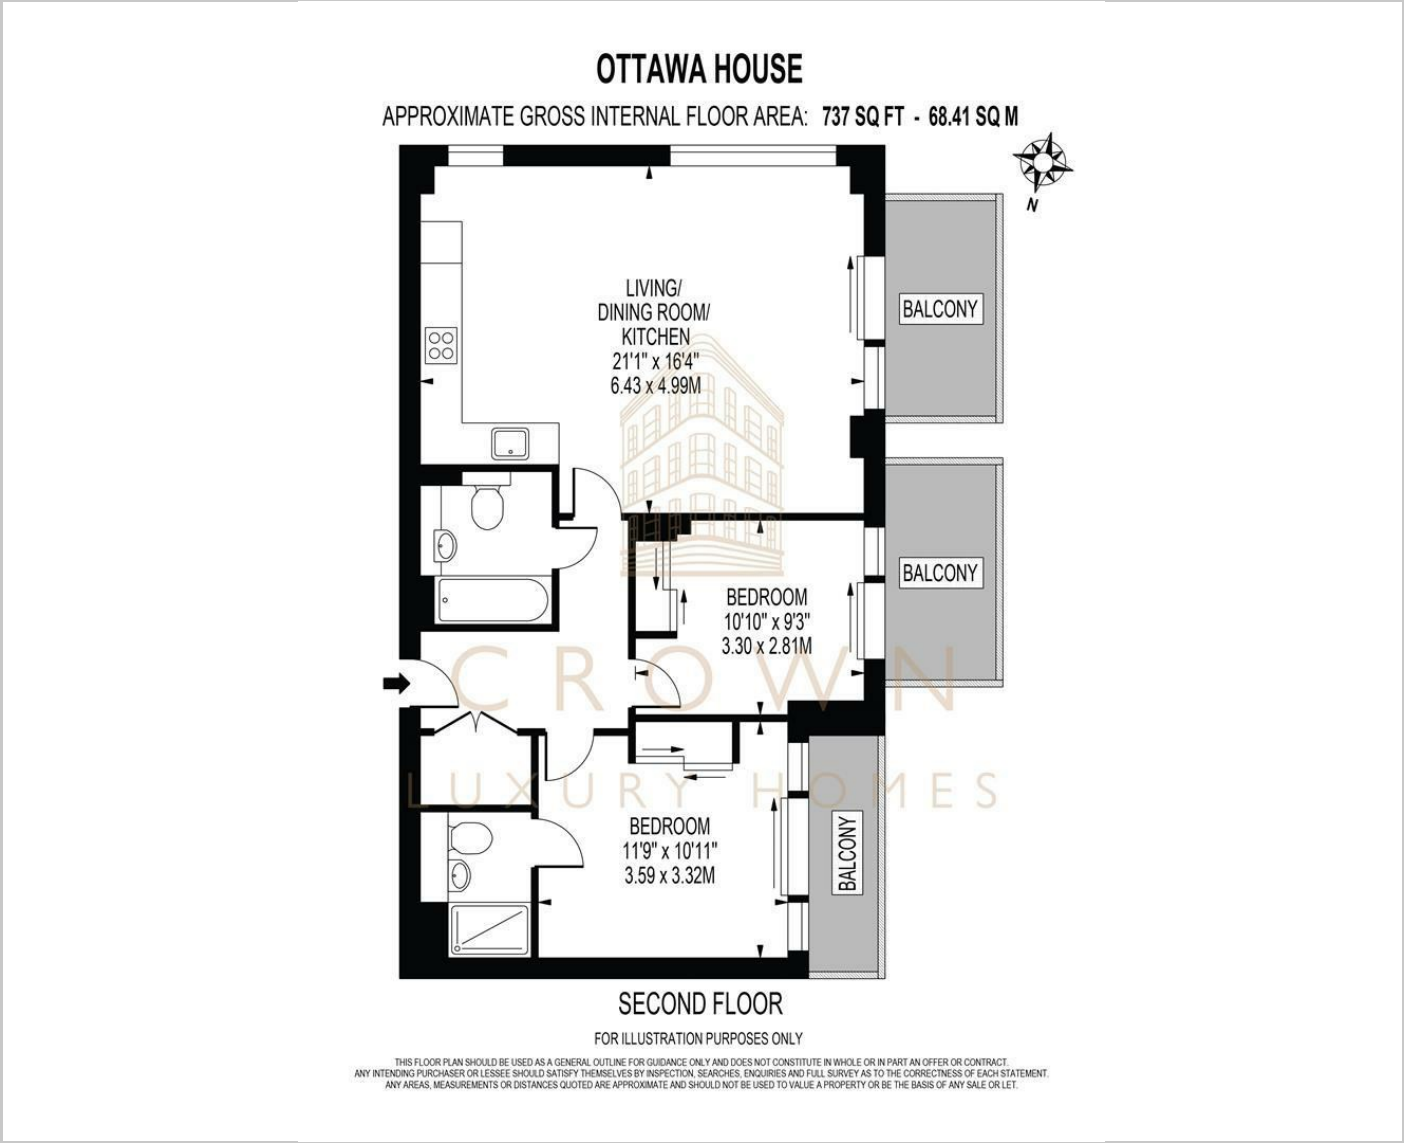 OTTAWA HOUSE
APPROXIMATE GROSS INTERNAL FLOOR AREA: 737 SQ FT - 68.41 SQ M
N
BALCONY
LIVING/
DINING ROOM/
KITCHEN
21'1" x 16'4"
6.43 x 4.99M
BALCONY
BEDROOM
10'10" x 9'3"
3.30 x 2.81M
CROWN
LUXURY HOMES
BEDROOM
11'9" x 10'11"
3.59 x 3.32M
BALCONY
SECOND FLOOR
FOR ILLUSTRATION PURPOSES ONLY
THIS FLOOR PLAN SHOULD BE USED AS A GENERAL OUTLINE FOR GUIDANCE ONLY AND DOES NOT CONSTITUTE IN WHOLE OR IN PART AN OFFER OR CONTRACT.
ANY INTENDING PURCHASER OR LESSEE SHOULD SATISFY THEMSELVES BY INSPECTION, SEARCHES, ENQUIRIES AND FULL SURVEY AS TO THE CORRECTNESS OF EACH STATEMENT.
ANY AREAS, MEASUREMENTS OR DISTANCES QUOTED ARE APPROXIMATE AND SHOULD NOT BE USED TO VALUE A PROPERTY OR BE THE BASIS OF ANY SALE OR LET.